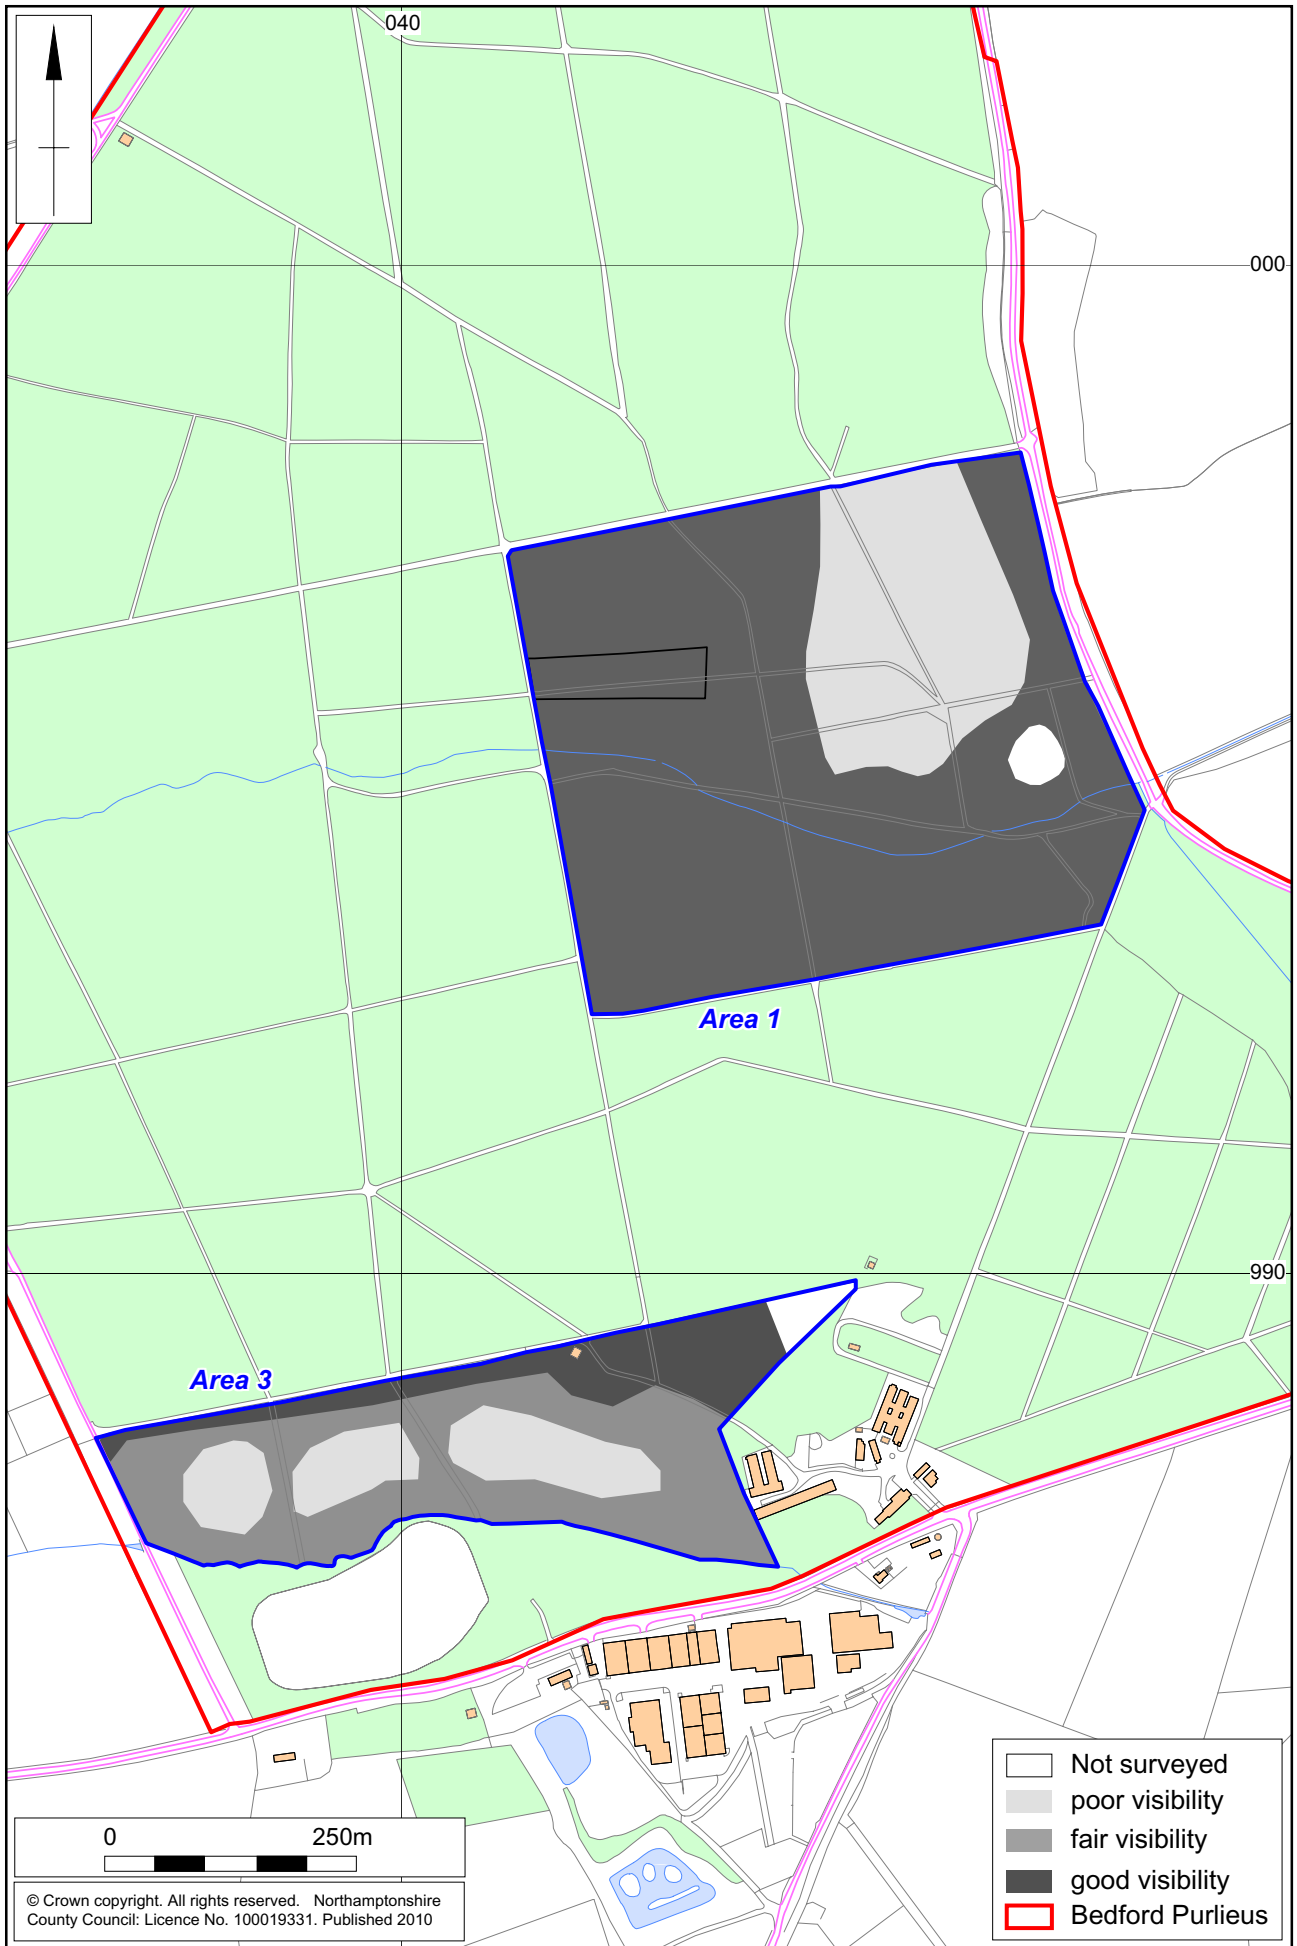 040
000
Area 1
990
Area 3
Not surveyed
poor visibility
fair visibility
good visibility
Bedford Purlieus
0 250m
© Crown copyright. All rights reserved. Northamptonshire
County Council: Licence No. 100019331. Published 2010